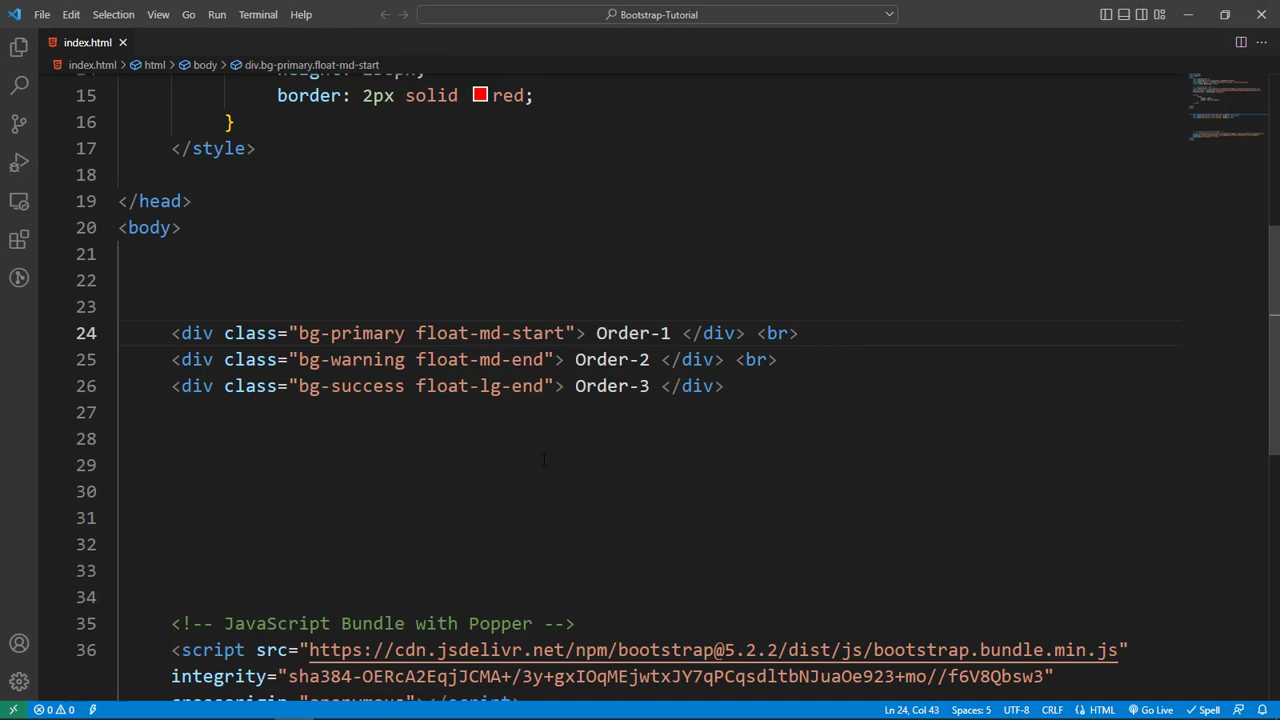 File Edit Selection View Go Run Terminal Help Bootstrap-Tutorial
index.html
index.html > html > body > div.bg-primary.float-md-start
15 border: 2px solid red;
16 }
17 </style>
18
19 </head>
20 <body>
21
22
23
24 <div class="bg-primary float-md-start"> Order-1 </div> <br>
25 <div class="bg-warning float-md-end"> Order-2 </div> <br>
26 <div class="bg-success float-lg-end"> Order-3 </div>
27
28
29
30
31
32
33
34
35 <!-- JavaScript Bundle with Popper -->
36 <script src="https://cdn.jsdelivr.net/npm/bootstrap@5.2.2/dist/js/bootstrap.bundle.min.js"
integrity="sha384-OERcA2EqjJCMA+/3y+gxIOqMEjwtxJY7qPCqsdltbNJuaOe923+mo//f6V8Qbsw3"
crossorigin="anonymous"></script>
0 0 Ln 24, Col 43 Spaces: 5 UTF-8 CRLF HTML Go Live Spell